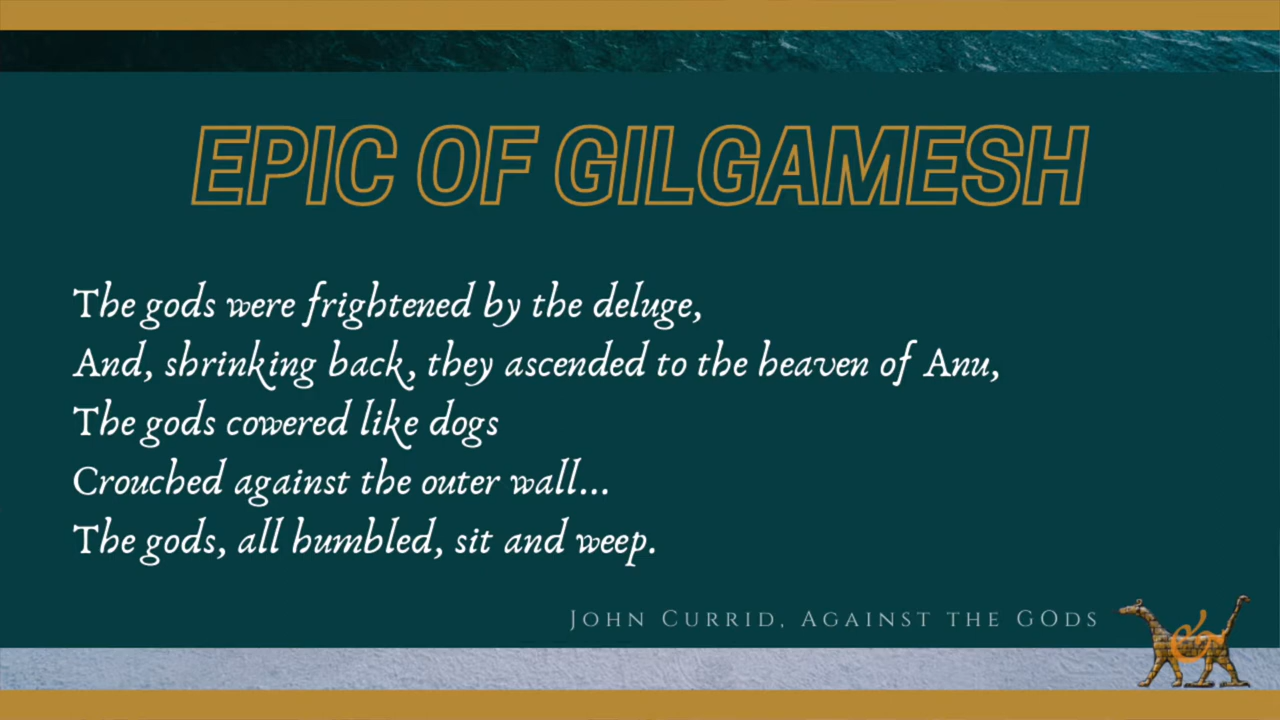 EPIC OF GILGAMESH
The gods were frightened by the deluge,
And, shrinking back, they ascended to the heaven of Anu,
The gods cowered like dogs
Crouched against the outer wall...
The gods, all humbled, sit and weep.
JOHN CURRID, AGAINST THE GODS
&